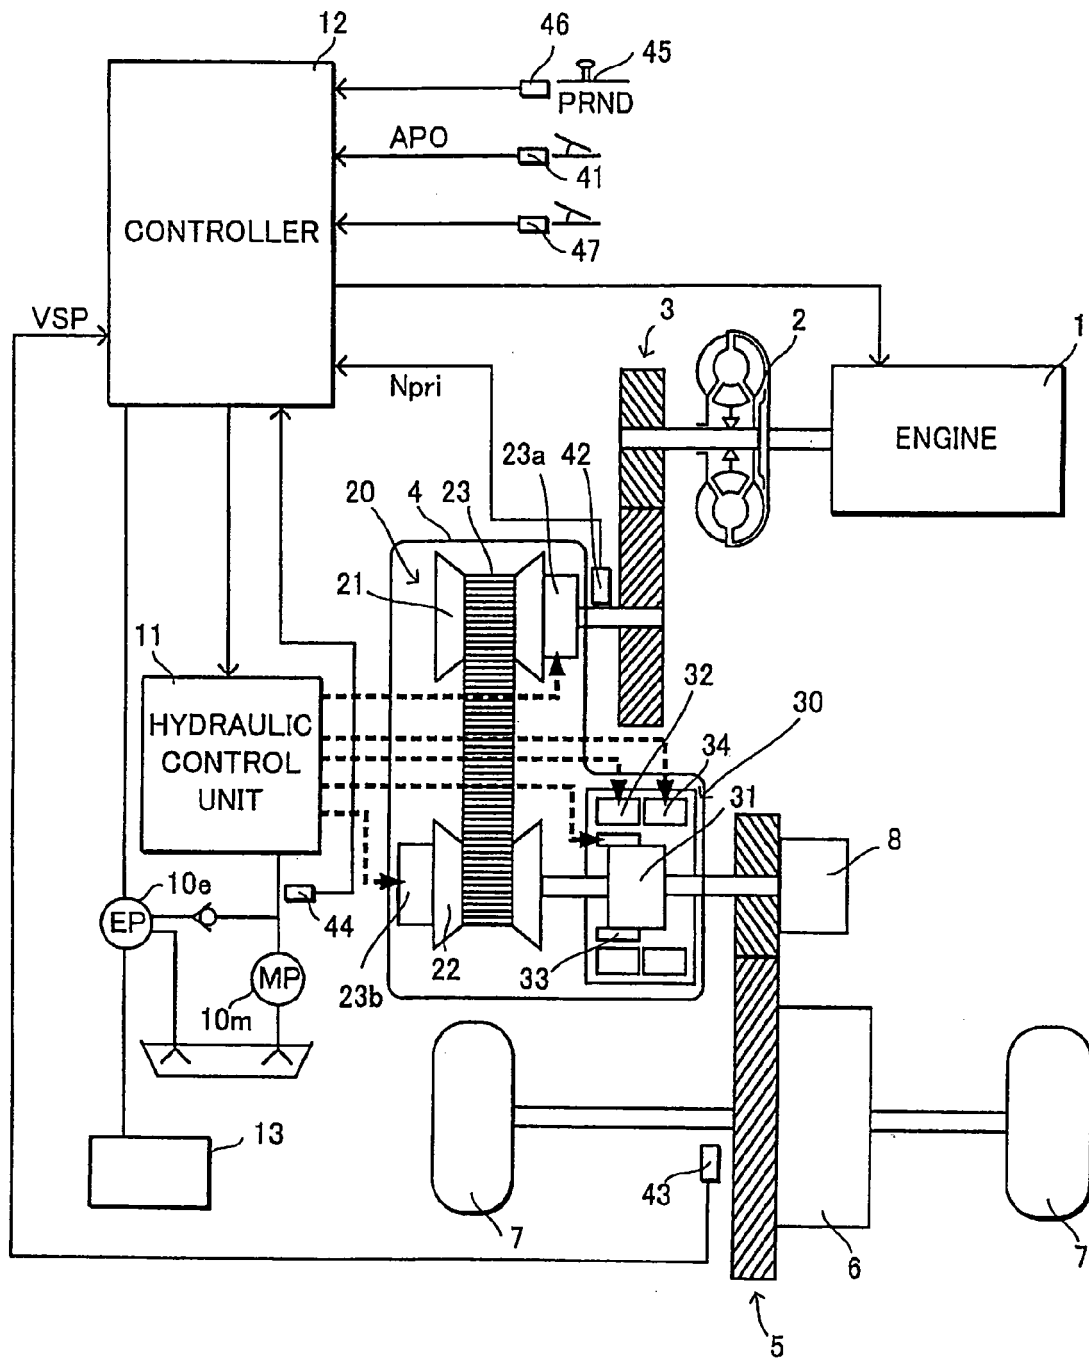 12
46
45
PRND
APO
41
CONTROLLER
47
VSP
3
2
1
Npri
ENGINE
23a
42
20
4
23
21
11
32
30
34
HYDRAULIC
CONTROL
UNIT
31
8
10e
EP
44
22
33
23b
MP
10m
13
43
7
6
7
5